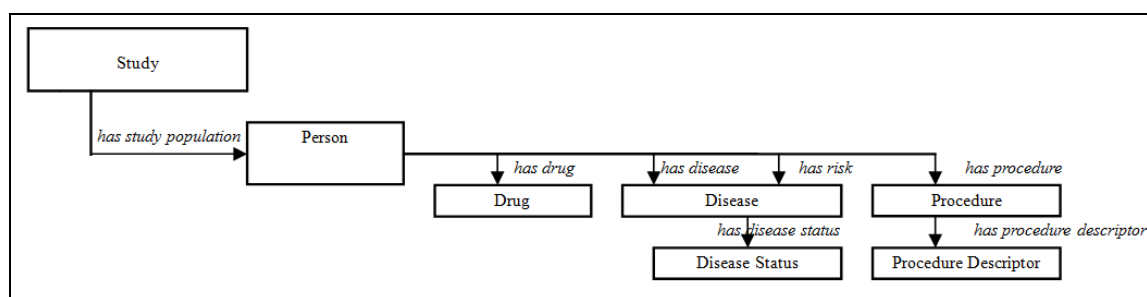 Study
has study population
Person
has drug
has disease
has risk
has procedure
Drug
Disease
Procedure
has disease status
has procedure descriptor
Disease Status
Procedure Descriptor